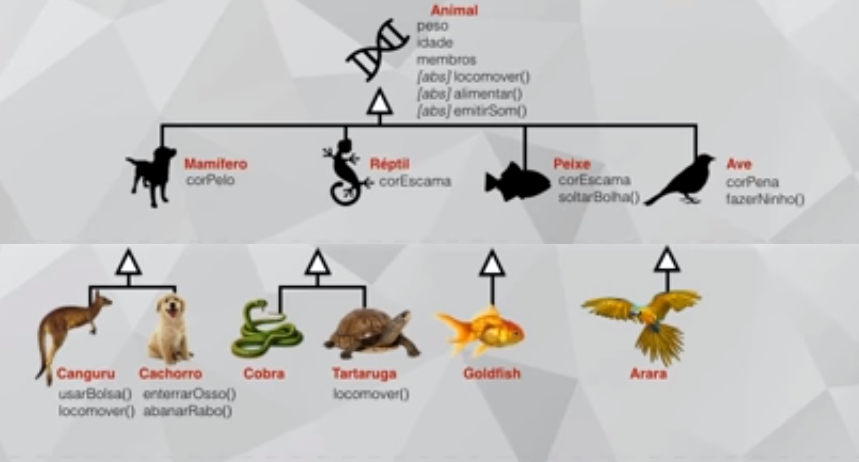 Animal
peso
idade
membros
[abs] locomover()
[abs] alimentar()
[abs] emitirSom()
Mamífero
corPelo
Réptil
corEscama
Peixe
corEscama
soltarBolha()
Ave
corPena
fazerNinho()
Canguru
usarBolsa()
locomover()
Cachorro
enterrarOsso()
abanarRabo()
Cobra
Tartaruga
locomover()
Goldfish
Arara